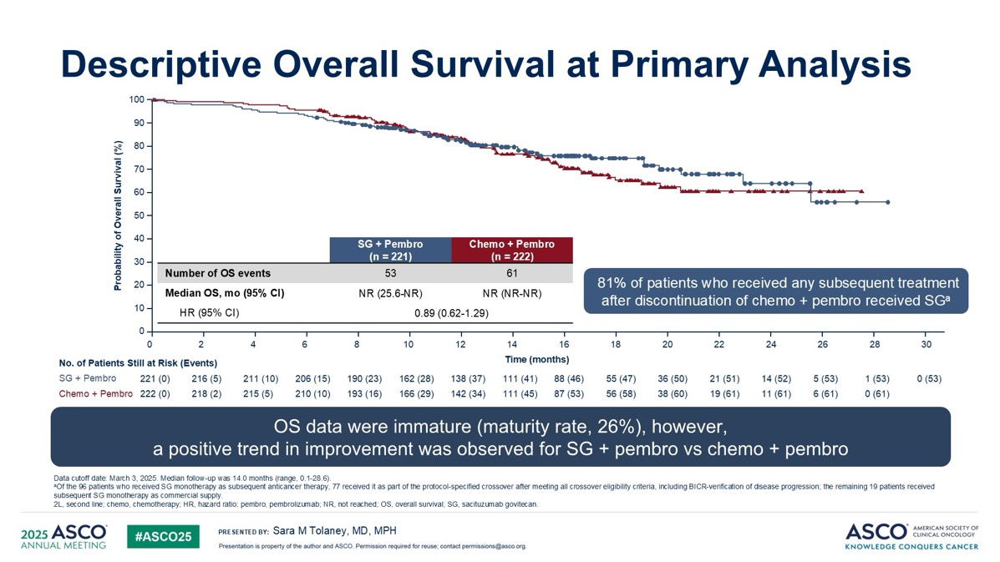 Descriptive Overall Survival at Primary Analysis
Probability of Overall Survival (%)
100
90
80
70
60
50
40
30
20
10
0
SG + Pembro Chemo + Pembro
(n = 221) (n = 222)
Number of OS events 53 61
Median OS, mo (95% CI) NR (25.6-NR) NR (NR-NR)
HR (95% CI) 0.89 (0.62-1.29)
81% of patients who received any subsequent treatment
after discontinuation of chemo + pembro received SGᵃ
0 2 4 6 8 10 12 14 16 18 20 22 24 26 28 30
Time (months)
No. of Patients Still at Risk (Events)
SG + Pembro 221 (0) 216 (5) 211 (10) 206 (15) 190 (23) 162 (28) 138 (37) 111 (41) 88 (46) 55 (47) 36 (50) 21 (51) 14 (52) 5 (53) 1 (53) 0 (53)
Chemo + Pembro 222 (0) 218 (2) 215 (5) 210 (10) 193 (16) 166 (29) 142 (34) 111 (45) 87 (53) 56 (58) 38 (60) 19 (61) 11 (61) 6 (61) 0 (61)
OS data were immature (maturity rate, 26%), however,
a positive trend in improvement was observed for SG + pembro vs chemo + pembro
Data cutoff date: March 3, 2025. Median follow-up was 14.0 months (range, 0.1-28.6).
ᵃOf the 96 patients who received SG monotherapy as subsequent anticancer therapy, 77 received it as part of the protocol-specified crossover after meeting all crossover eligibility criteria, including BICR-verification of disease progression; the remaining 19 patients received
subsequent SG monotherapy as commercial supply.
2L, second line; chemo, chemotherapy; HR, hazard ratio; pembro, pembrolizumab; NR, not reached; OS, overall survival; SG, sacituzumab govitecan.
2025 ASCO®
ANNUAL MEETING
#ASCO25
PRESENTED BY: Sara M Tolaney, MD, MPH
Presentation is property of the author and ASCO. Permission required for reuse; contact permissions@asco.org.
ASCO® AMERICAN SOCIETY OF
CLINICAL ONCOLOGY
KNOWLEDGE CONQUERS CANCER